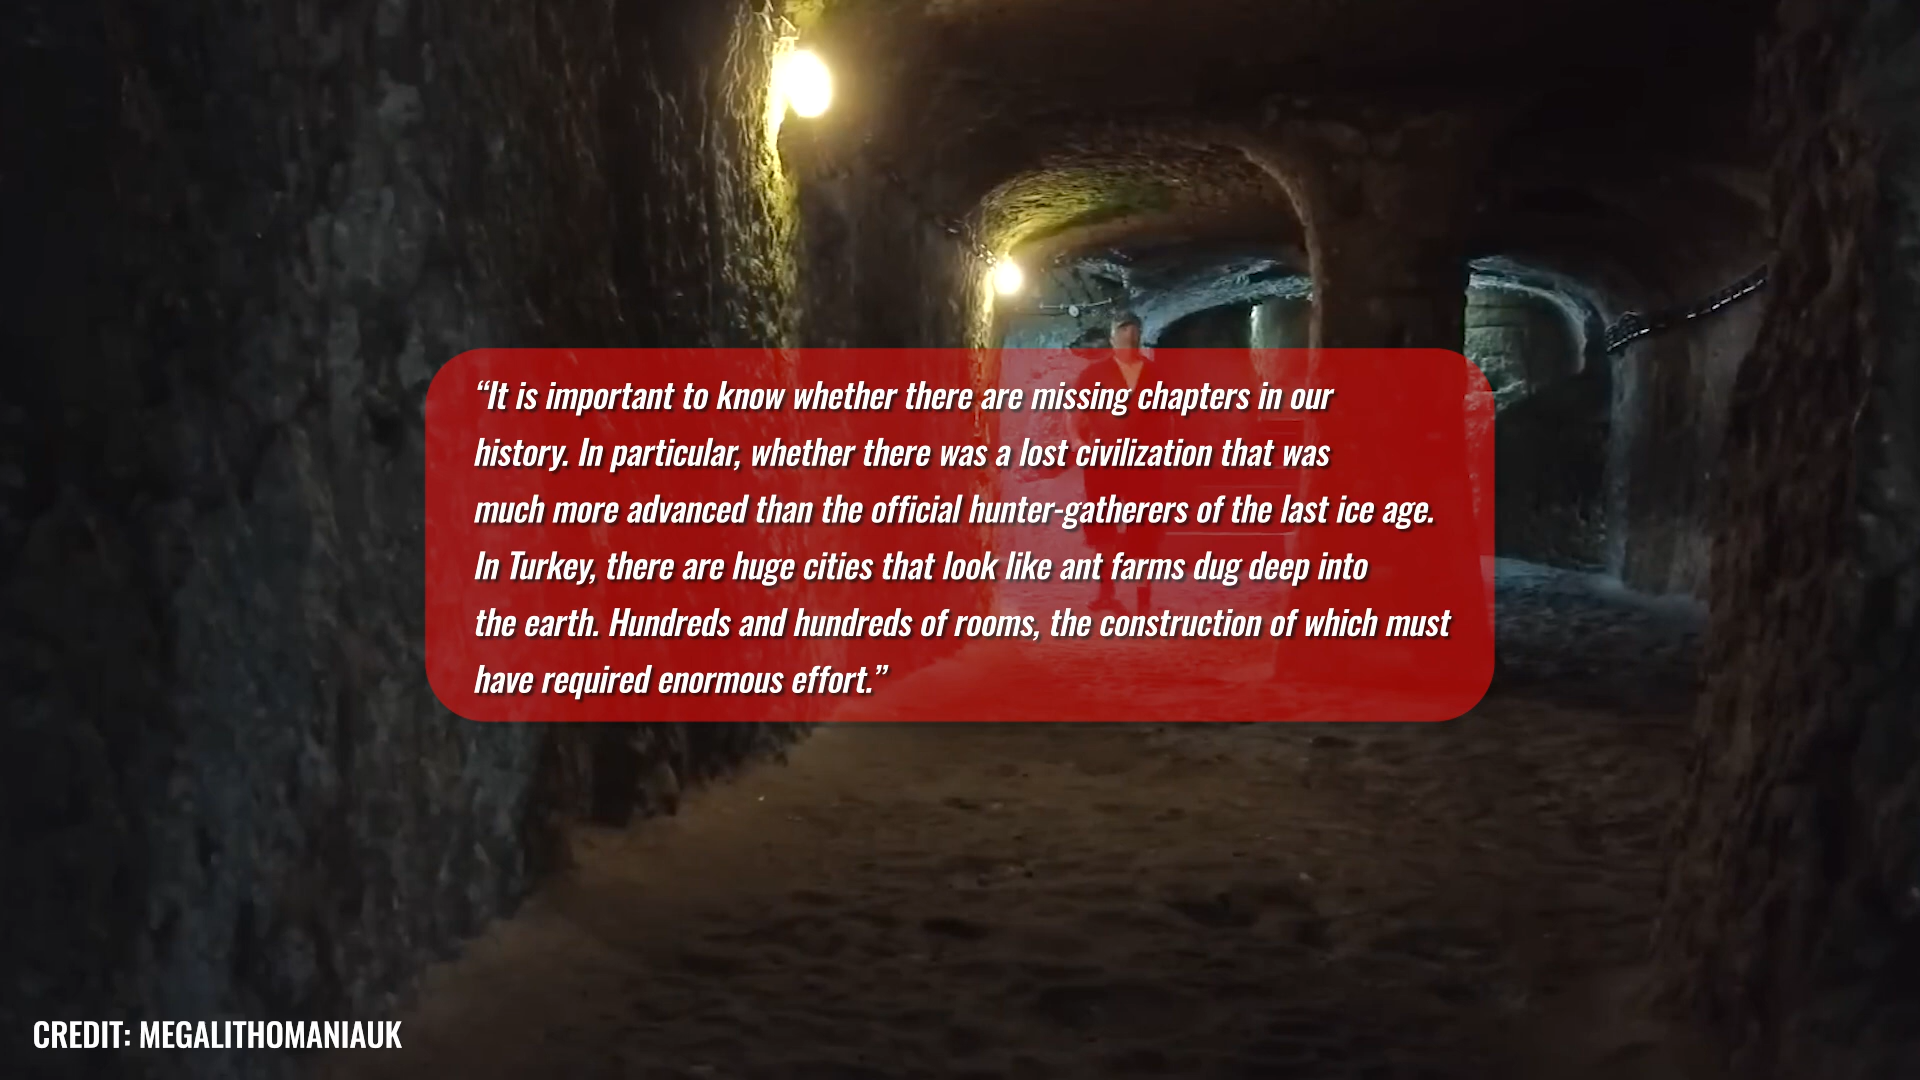 “It is important to know whether there are missing chapters in our
history. In particular, whether there was a lost civilization that was
much more advanced than the official hunter-gatherers of the last ice age.
In Turkey, there are huge cities that look like ant farms dug deep into
the earth. Hundreds and hundreds of rooms, the construction of which must
have required enormous effort.”
CREDIT: MEGALITHOMANIAUK